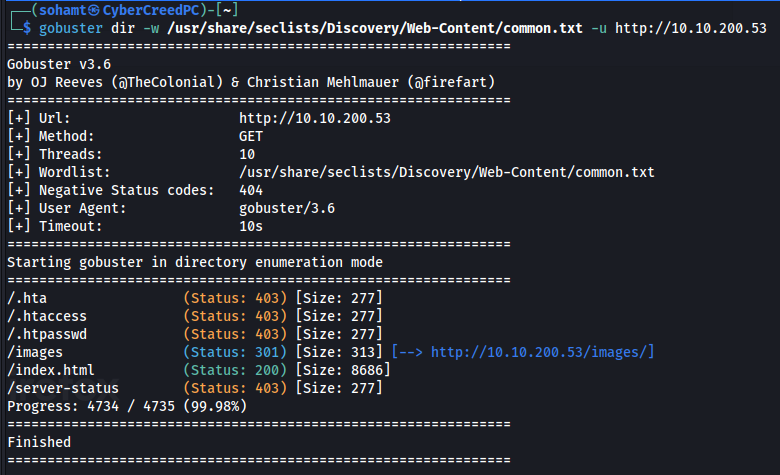 ┌──(sohamt㉿CyberCreedPC)-[~]
└─$ gobuster dir -w /usr/share/seclists/Discovery/Web-Content/common.txt -u http://10.10.200.53
===============================================================
Gobuster v3.6
by OJ Reeves (@TheColonial) & Christian Mehlmauer (@firefart)
===============================================================
[+] Url:                     http://10.10.200.53
[+] Method:                  GET
[+] Threads:                 10
[+] Wordlist:                /usr/share/seclists/Discovery/Web-Content/common.txt
[+] Negative Status codes:   404
[+] User Agent:              gobuster/3.6
[+] Timeout:                 10s
===============================================================
Starting gobuster in directory enumeration mode
===============================================================
/.hta                 (Status: 403) [Size: 277]
/.htaccess            (Status: 403) [Size: 277]
/.htpasswd            (Status: 403) [Size: 277]
/images               (Status: 301) [Size: 313] [--> http://10.10.200.53/images/]
/index.html           (Status: 200) [Size: 8686]
/server-status        (Status: 403) [Size: 277]
Progress: 4734 / 4735 (99.98%)
===============================================================
Finished
===============================================================